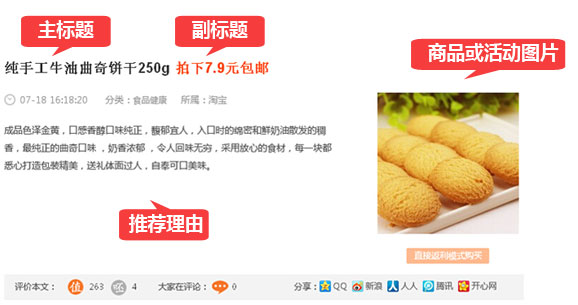 主标题
副标题
商品或活动图片
纯手工牛油曲奇饼干250g 拍下7.9元包邮
07-18 16:18:20 分类：食品健康 所属：淘宝
成品色泽金黄，口感香醇口味纯正，馥郁宜人，入口时的绵密和鲜奶油散发的稠
香，最纯正的曲奇口味，奶香浓郁，令人回味无穷，采用放心的食材，每一块都
悉心打造包装精美，送礼体面过人，自奉可口美味。
推荐理由
直接返利模式购买
评价本文： 值 263 吃 4 大家在评论： 0 分享： QQ 新浪 人人 腾讯 开心网